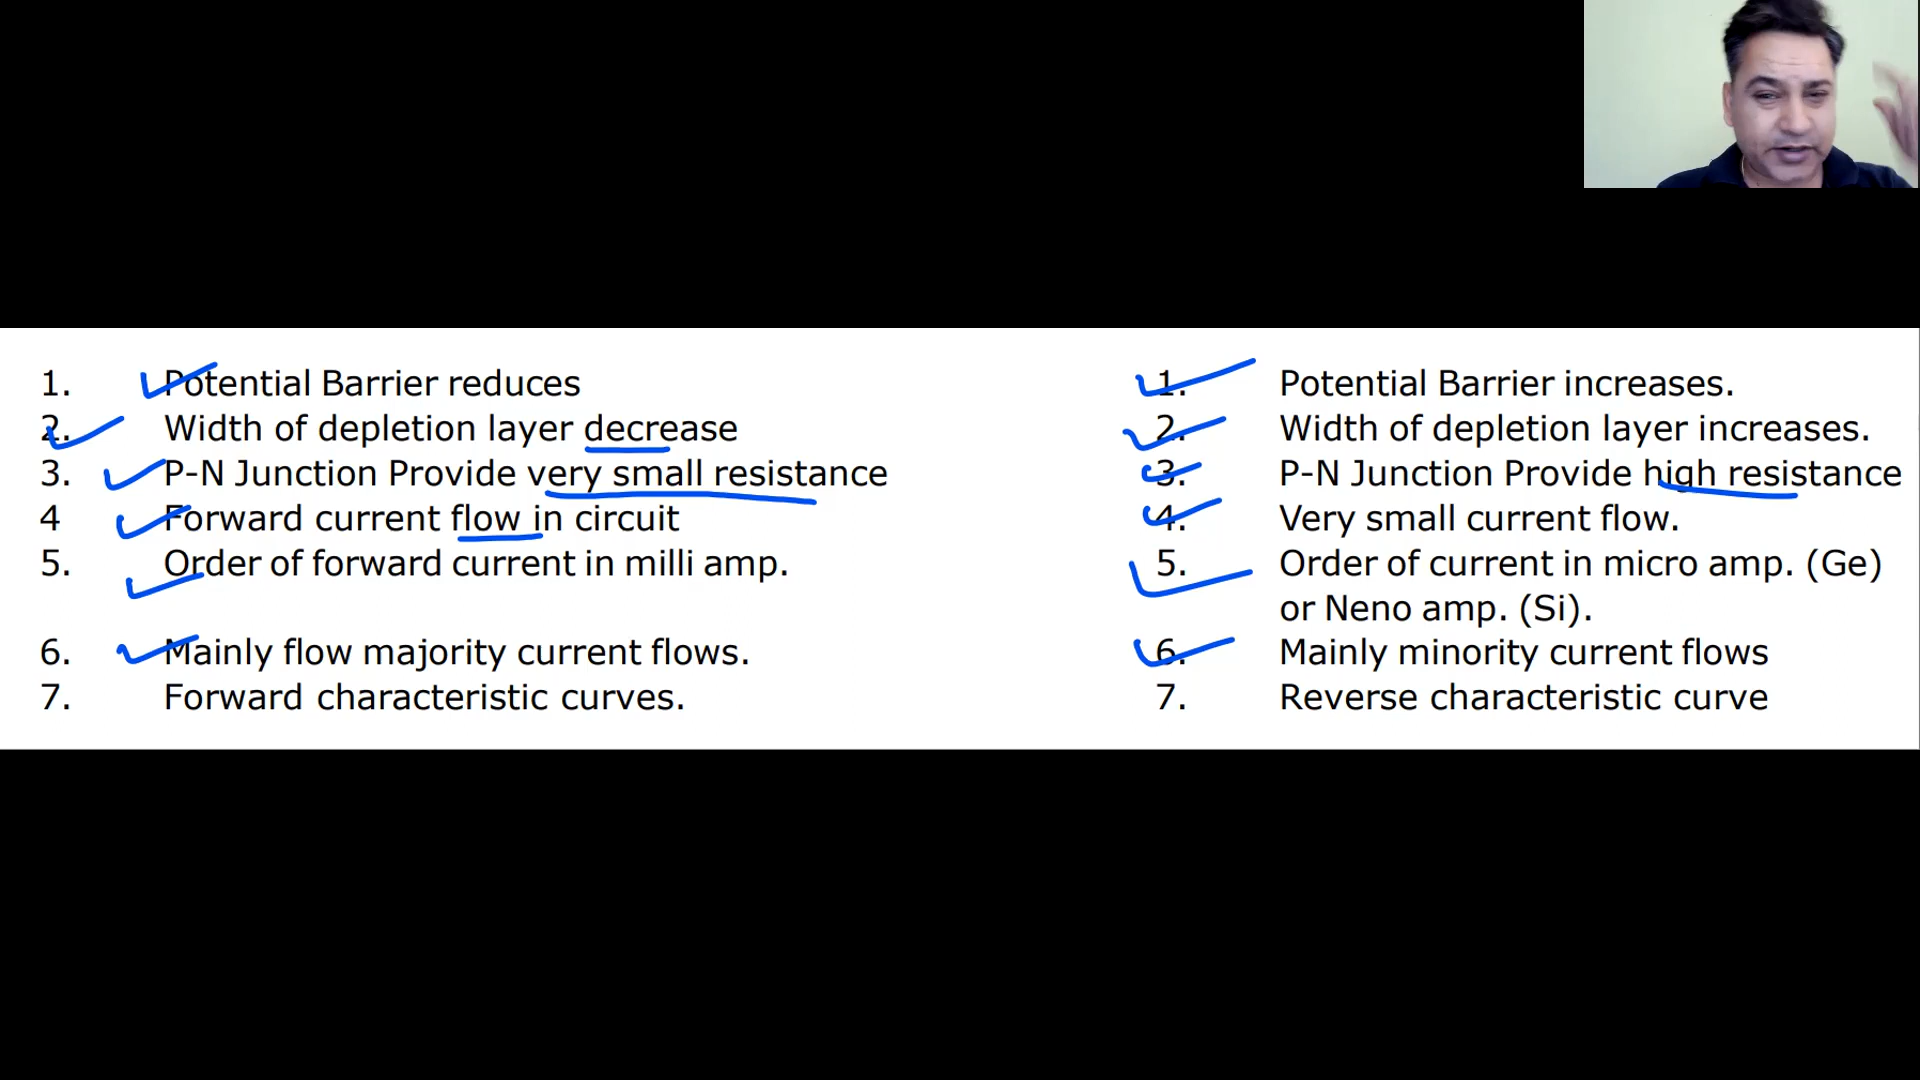 1. Potential Barrier reduces
2. Width of depletion layer decrease
3. P-N Junction Provide very small resistance
4 Forward current flow in circuit
5. Order of forward current in milli amp.
6. Mainly flow majority current flows.
7. Forward characteristic curves.
1. Potential Barrier increases.
2. Width of depletion layer increases.
3. P-N Junction Provide high resistance
4. Very small current flow.
5. Order of current in micro amp. (Ge)
or Neno amp. (Si).
6. Mainly minority current flows
7. Reverse characteristic curve